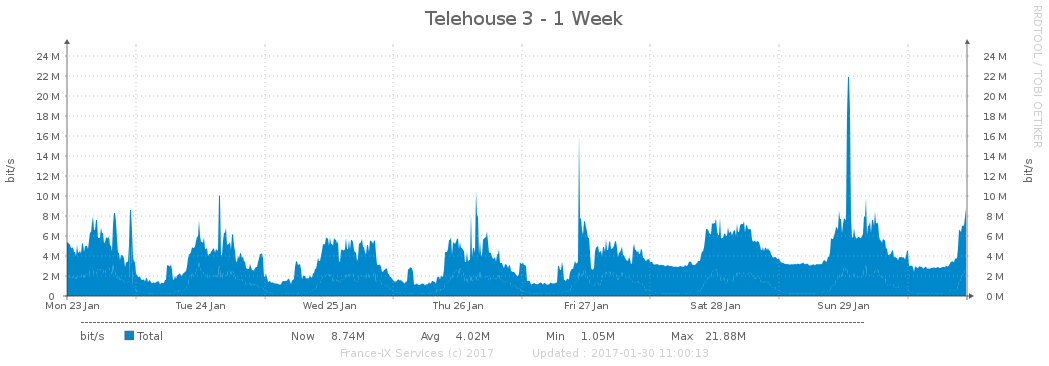 Telehouse 3 - 1 Week
RRDTOOL / TOBI OETIKER
bit/s
24 M
22 M
20 M
18 M
16 M
14 M
12 M
10 M
8 M
6 M
4 M
2 M
0
24 M
22 M
20 M
18 M
16 M
14 M
12 M
10 M
8 M
6 M
4 M
2 M
0 M
bit/s
Mon 23 Jan Tue 24 Jan Wed 25 Jan Thu 26 Jan Fri 27 Jan Sat 28 Jan Sun 29 Jan
bit/s Total Now 8.74M Avg 4.02M Min 1.05M Max 21.88M
France-IX Services (c) 2017 Updated : 2017-01-30 11:00:13